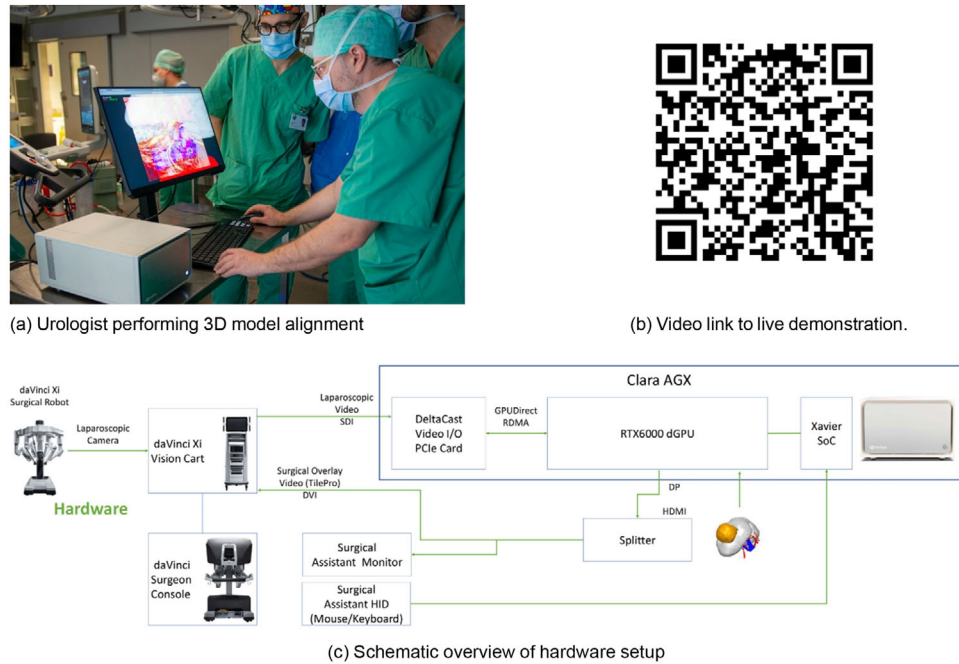 (a) Urologist performing 3D model alignment
(b) Video link to live demonstration.
daVinci Xi
Surgical Robot
Laparoscopic
Camera
Hardware
daVinci Xi
Vision Cart
daVinci
Surgeon
Console
Laparoscopic
Video
SDI
Surgical Overlay
Video (TilePro)
DVI
Clara AGX
DeltaCast
Video I/O
PCIe Card
GPUDirect
RDMA
RTX6000 dGPU
Xavier
SoC
DP
HDMI
Splitter
Surgical
Assistant Monitor
Surgical
Assistant HID
(Mouse/Keyboard)
(c) Schematic overview of hardware setup